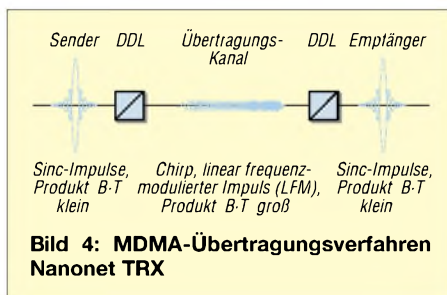 Sender DDL Übertragungs- DDL Empfänger
Kanal
Sinc-Impulse, Chirp, linear frequenz- Sinc-Impulse,
Produkt B·T modulierter Impuls (LFM), Produkt B·T
klein Produkt B·T groß klein
Bild 4: MDMA-Übertragungsverfahren
Nanonet TRX